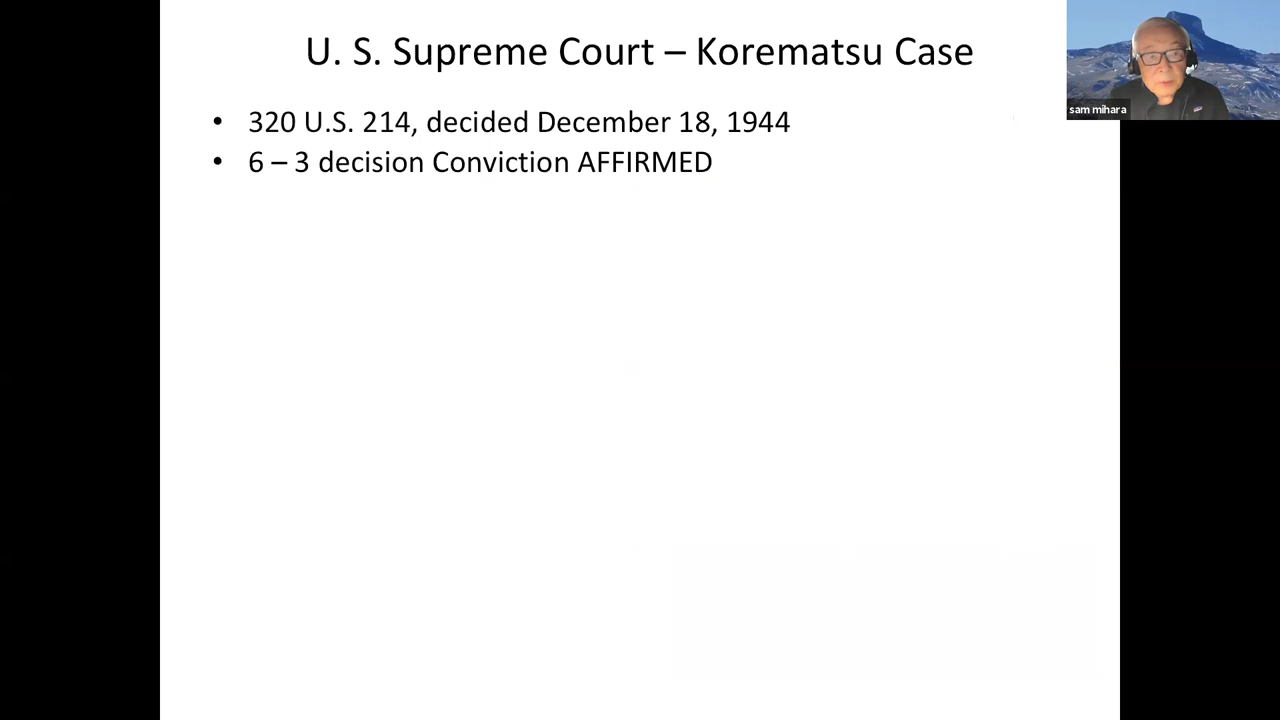 U. S. Supreme Court – Korematsu Case
• 320 U.S. 214, decided December 18, 1944
• 6 – 3 decision Conviction AFFIRMED
sam mihara